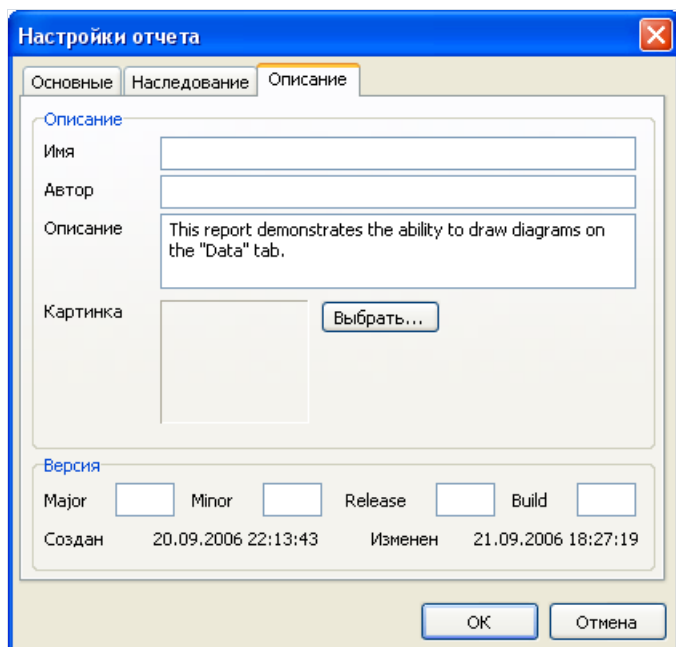 Настройки отчета
Основные Наследование Описание
Описание
Имя
Автор
Описание This report demonstrates the ability to draw diagrams on
the "Data" tab.
Картинка Выбрать...
Версия
Major Minor Release Build
Создан 20.09.2006 22:13:43 Изменен 21.09.2006 18:27:19
OK Отмена